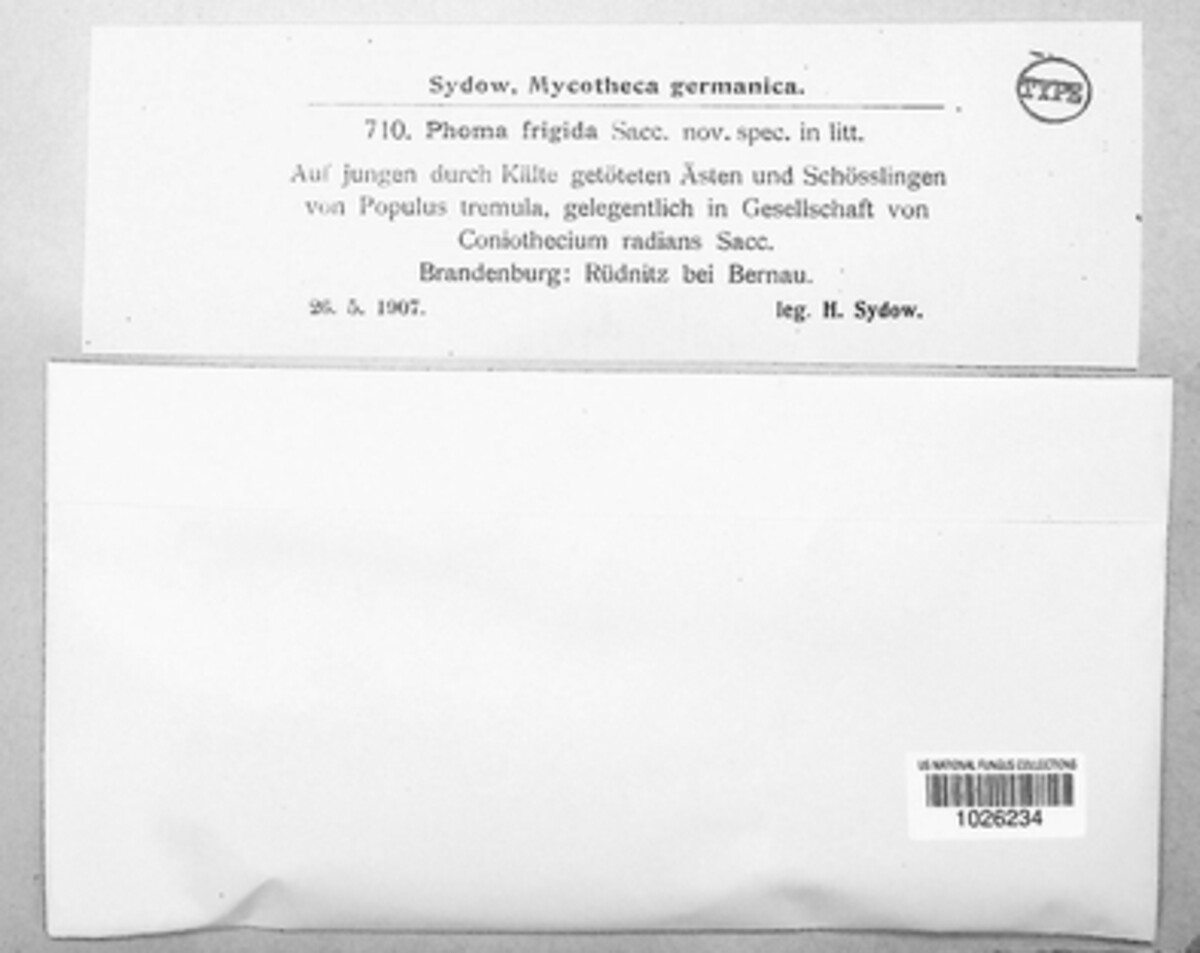 Sydow, Mycotheca germanica.
TYPE
710. Phoma frigida Sacc. nov. spec. in litt.
Auf jungen durch Kälte getöteten Ästen und Schösslingen
von Populus tremula, gelegentlich in Gesellschaft von
Coniothecium radians Sacc.
Brandenburg: Rüdnitz bei Bernau.
26. 5. 1907. leg. H. Sydow.
US NATIONAL FUNGUS COLLECTIONS
1026234